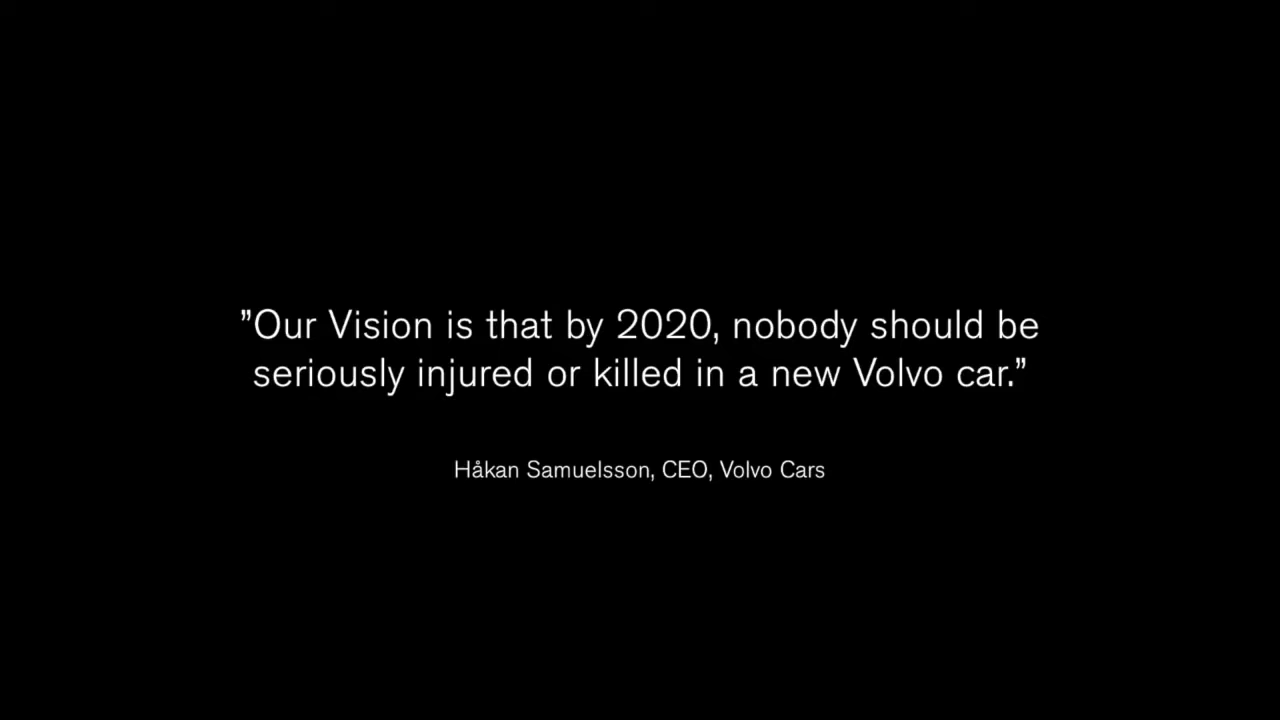 ”Our Vision is that by 2020, nobody should be
seriously injured or killed in a new Volvo car.”
Håkan Samuelsson, CEO, Volvo Cars